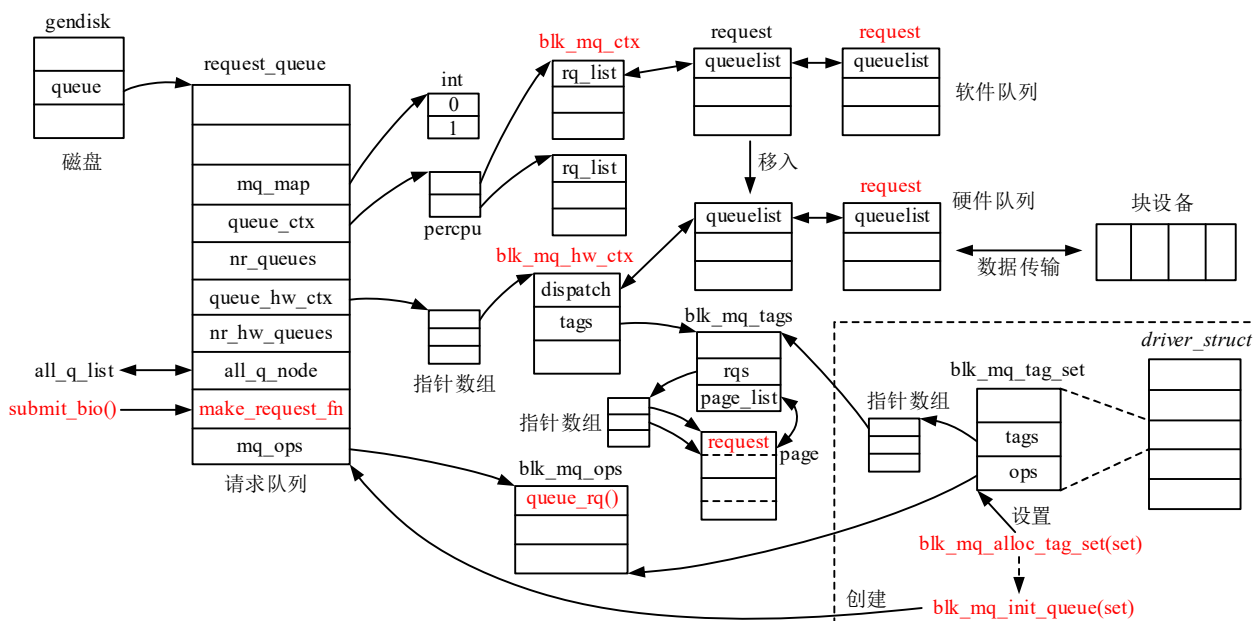 gendisk
queue
磁盘
request_queue
mq_map
queue_ctx
nr_queues
queue_hw_ctx
nr_hw_queues
all_q_node
make_request_fn
mq_ops
请求队列
all_q_list
submit_bio()
int
0
1
percpu
指针数组
blk_mq_ctx
rq_list
rq_list
request
queuelist
request
queuelist
软件队列
移入
queuelist
request
queuelist
硬件队列
数据传输
块设备
blk_mq_hw_ctx
dispatch
tags
blk_mq_tags
rqs
page_list
指针数组
request
page
blk_mq_ops
queue_rq()
driver_struct
blk_mq_tag_set
tags
ops
指针数组
设置
blk_mq_alloc_tag_set(set)
创建
blk_mq_init_queue(set)